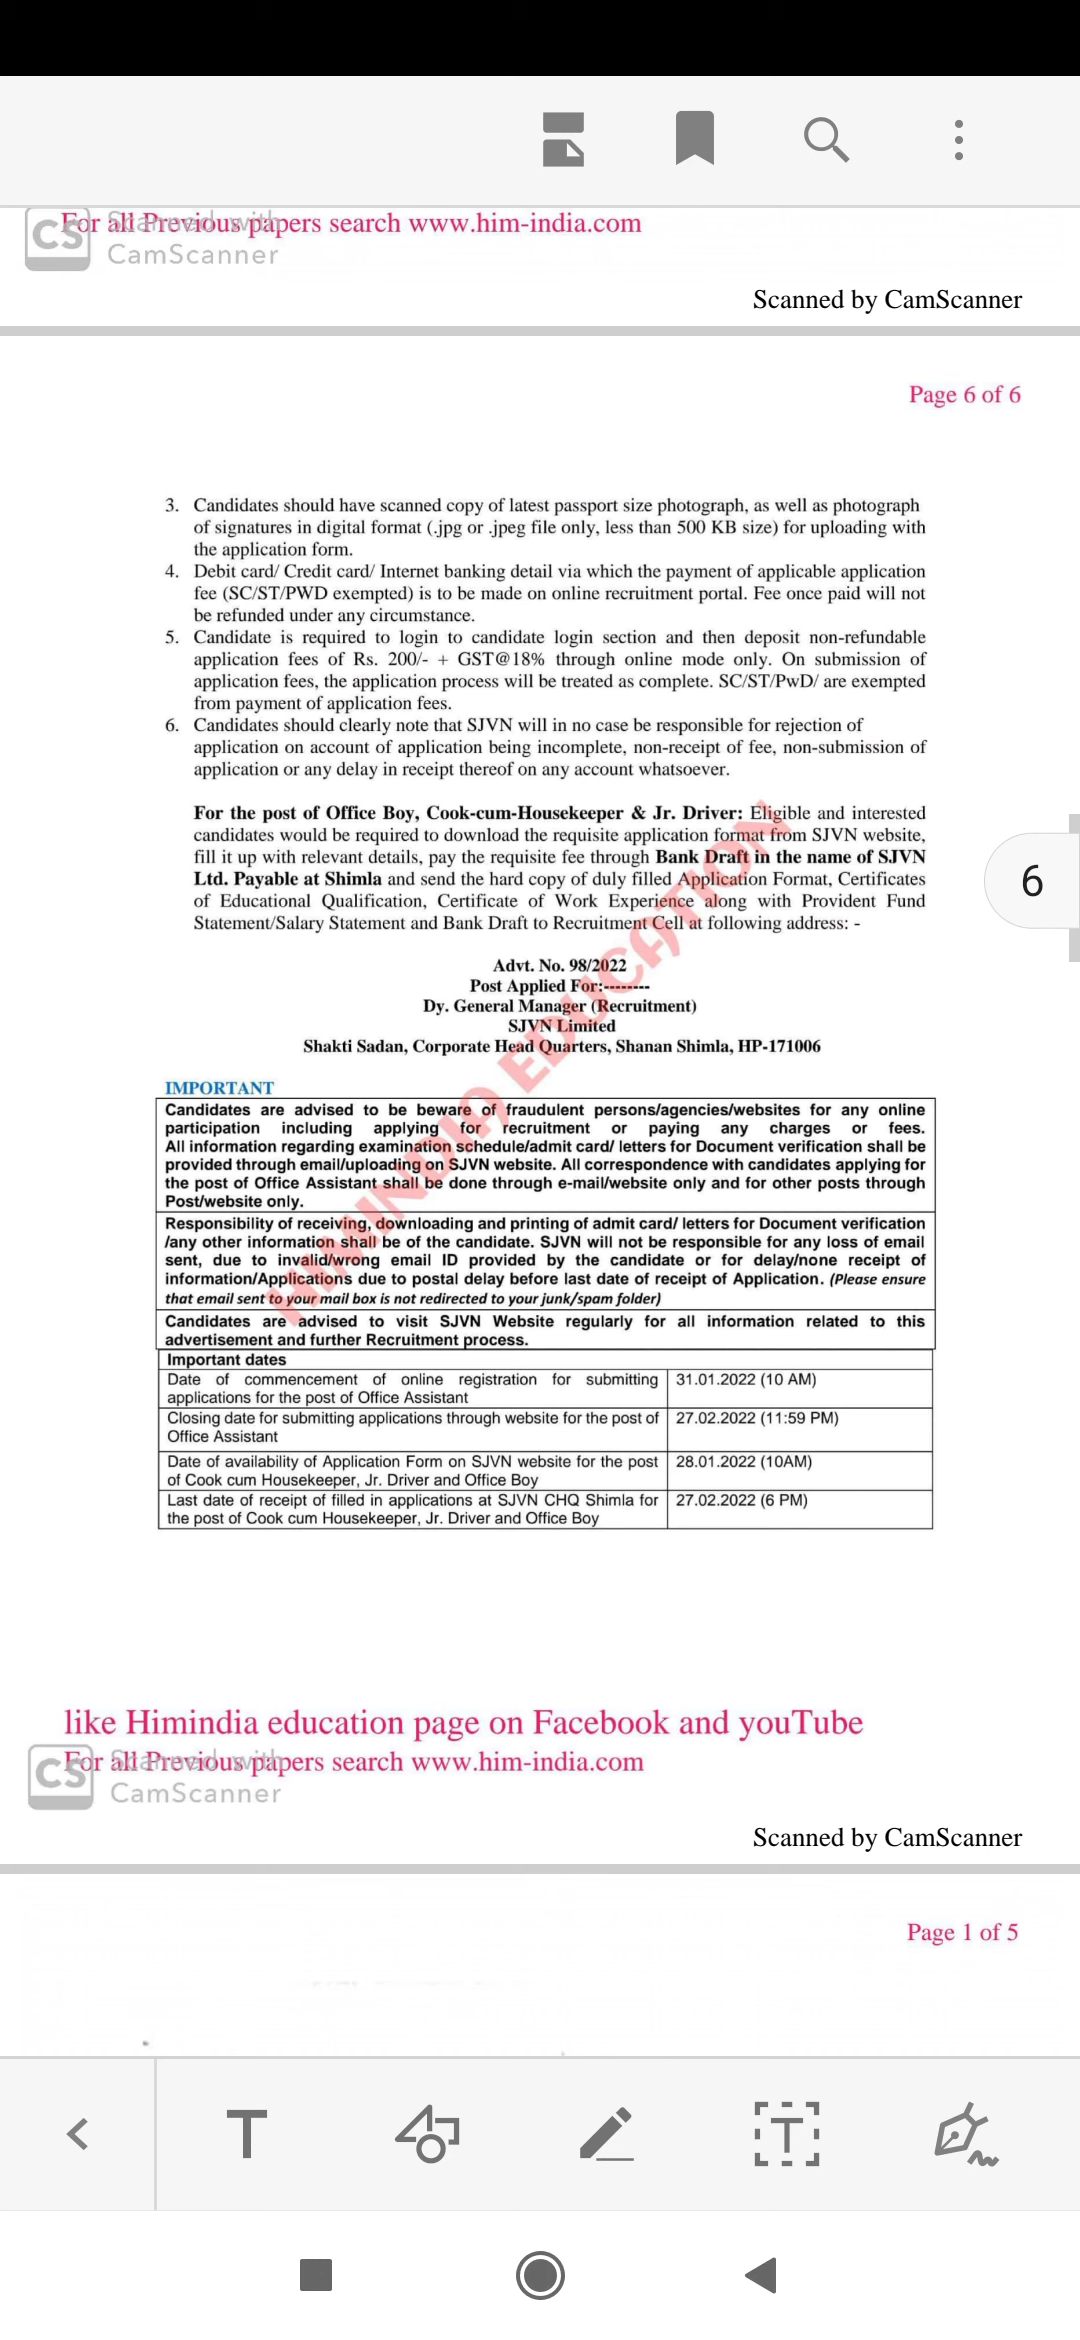 For all Previous papers search www.him-india.com
CS Scanned with
CamScanner
Scanned by CamScanner
Page 6 of 6
3. Candidates should have scanned copy of latest passport size photograph, as well as photograph
of signatures in digital format (.jpg or .jpeg file only, less than 500 KB size) for uploading with
the application form.
4. Debit card/ Credit card/ Internet banking detail via which the payment of applicable application
fee (SC/ST/PWD exempted) is to be made on online recruitment portal. Fee once paid will not
be refunded under any circumstance.
5. Candidate is required to login to candidate login section and then deposit non-refundable
application fees of Rs. 200/- + GST@18% through online mode only. On submission of
application fees, the application process will be treated as complete. SC/ST/PwD/ are exempted
from payment of application fees.
6. Candidates should clearly note that SJVN will in no case be responsible for rejection of
application on account of application being incomplete, non-receipt of fee, non-submission of
application or any delay in receipt thereof on any account whatsoever.
For the post of Office Boy, Cook-cum-Housekeeper & Jr. Driver: Eligible and interested
candidates would be required to download the requisite application format from SJVN website,
fill it up with relevant details, pay the requisite fee through Bank Draft in the name of SJVN
Ltd. Payable at Shimla and send the hard copy of duly filled Application Format, Certificates
of Educational Qualification, Certificate of Work Experience along with Provident Fund
Statement/Salary Statement and Bank Draft to Recruitment Cell at following address: -
Advt. No. 98/2022
Post Applied For:--------
Dy. General Manager (Recruitment)
SJVN Limited
Shakti Sadan, Corporate Head Quarters, Shanan Shimla, HP-171006
HIMINDIA EDUCATION
IMPORTANT
Candidates are advised to be beware of fraudulent persons/agencies/websites for any online
participation including applying for recruitment or paying any charges or fees.
All information regarding examination schedule/admit card/ letters for Document verification shall be
provided through email/uploading on SJVN website. All correspondence with candidates applying for
the post of Office Assistant shall be done through e-mail/website only and for other posts through
Post/website only.
Responsibility of receiving, downloading and printing of admit card/ letters for Document verification
/any other information shall be of the candidate. SJVN will not be responsible for any loss of email
sent, due to invalid/wrong email ID provided by the candidate or for delay/none receipt of
information/Applications due to postal delay before last date of receipt of Application. (Please ensure
that email sent to your mail box is not redirected to your junk/spam folder)
Candidates are advised to visit SJVN Website regularly for all information related to this
advertisement and further Recruitment process.
Important dates
Date of commencement of online registration for submitting 31.01.2022 (10 AM)
applications for the post of Office Assistant
Closing date for submitting applications through website for the post of 27.02.2022 (11:59 PM)
Office Assistant
Date of availability of Application Form on SJVN website for the post 28.01.2022 (10AM)
of Cook cum Housekeeper, Jr. Driver and Office Boy
Last date of receipt of filled in applications at SJVN CHQ Shimla for 27.02.2022 (6 PM)
the post of Cook cum Housekeeper, Jr. Driver and Office Boy
6
like Himindia education page on Facebook and youTube
For all Previous papers search www.him-india.com
CS Scanned with
CamScanner
Scanned by CamScanner
Page 1 of 5